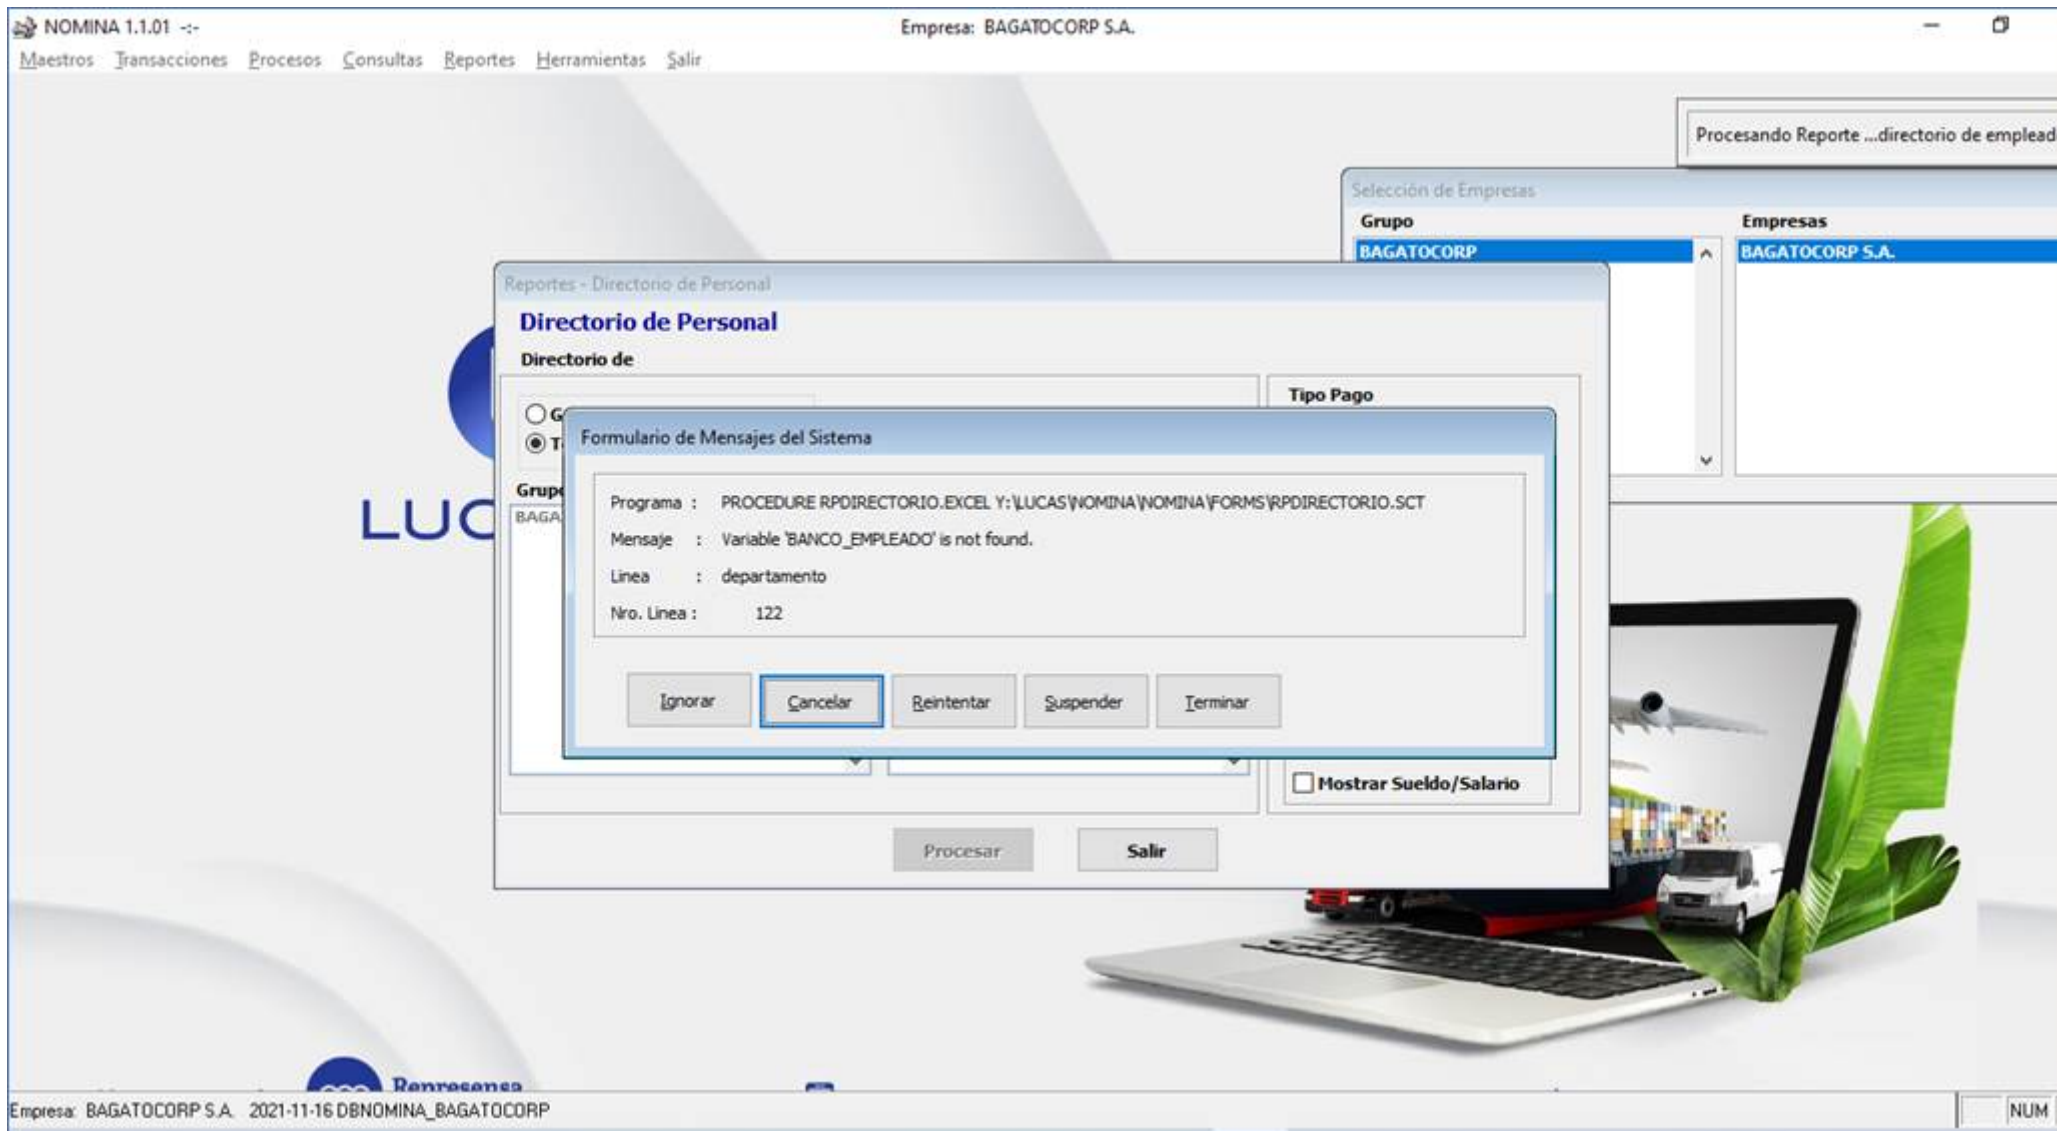 NOMINA 1.1.01 -:-
Empresa: BAGATOCORP S.A.
Maestros Transacciones Procesos Consultas Reportes Herramientas Salir
Procesando Reporte ...directorio de emplead
Selección de Empresas
Grupo
Empresas
BAGATOCORP
BAGATOCORP S.A.
Reportes - Directorio de Personal
Directorio de Personal
Directorio de
Tipo Pago
G
T
Grupo
BAGA
LUC
Formulario de Mensajes del Sistema
Programa : PROCEDURE RPDIRECTORIO.EXCEL Y:\LUCAS\NOMINA\NOMINA\FORMS\RPDIRECTORIO.SCT
Mensaje : Variable 'BANCO_EMPLEADO' is not found.
Linea : departamento
Nro. Linea : 122
Ignorar
Cancelar
Reintentar
Suspender
Terminar
Mostrar Sueldo/Salario
Procesar
Salir
Represensa
Empresa: BAGATOCORP S.A. 2021-11-16 DBNOMINA_BAGATOCORP
NUM